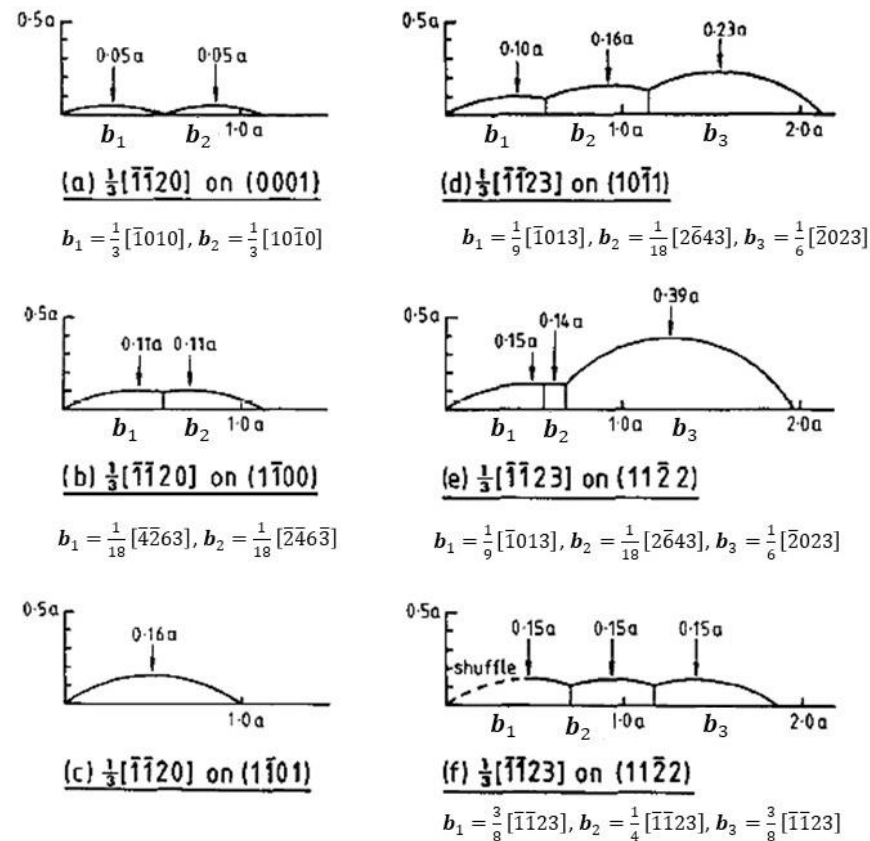 0·5a
0·05a 0·05a
b₁ b₂ 1·0a
(a) ⅓[1̄1̄20] on (0001)
b₁ = 1/3 [1̄010], b₂ = 1/3 [101̄0]
0·5a
0·11a 0·11a
b₁ b₂ 1·0a
(b) ⅓[1̄1̄20] on (11̄00)
b₁ = 1/18 [4̄2̄63], b₂ = 1/18 [2̄4̄63̄]
0·5a
0·16a
1·0a
(c) ⅓[1̄1̄20] on (11̄01)
0·5a
0·10a 0·16a 0·23a
b₁ b₂ 1·0a b₃ 2·0a
(d) ⅓[1̄1̄23] on (101̄1)
b₁ = 1/9 [1̄013], b₂ = 1/18 [26̄43], b₃ = 1/6 [2̄023]
0·5a
0·15a 0·14a 0·39a
b₁ b₂ 1·0a b₃ 2·0a
(e) ⅓[1̄1̄23] on (112̄2)
b₁ = 1/9 [1̄013], b₂ = 1/18 [26̄43], b₃ = 1/6 [2̄023]
0·5a
0·15a 0·15a 0·15a
shuffle
b₁ b₂ 1·0a b₃ 2·0a
(f) ⅓[1̄1̄23] on (112̄2)
b₁ = 3/8 [1̄1̄23], b₂ = 1/4 [1̄1̄23], b₃ = 3/8 [1̄1̄23]